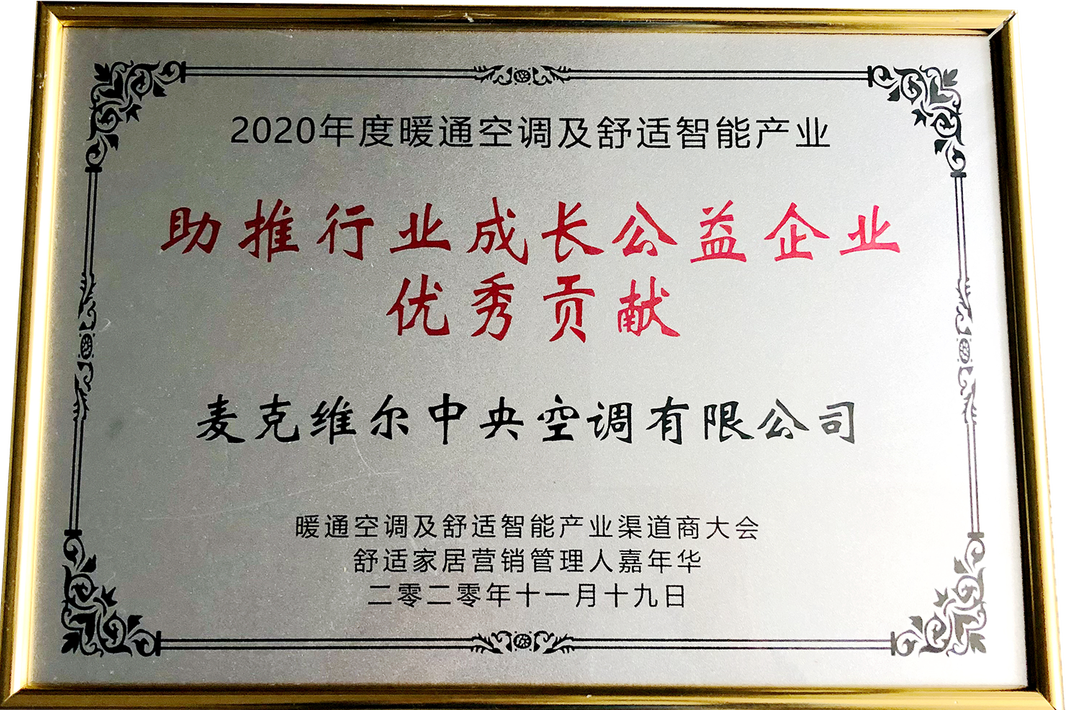 2020年度暖通空调及舒适智能产业
助推行业成长公益企业
优秀贡献
麦克维尔中央空调有限公司
暖通空调及舒适智能产业渠道商大会
舒适家居营销管理人嘉年华
二零二零年十一月十九日